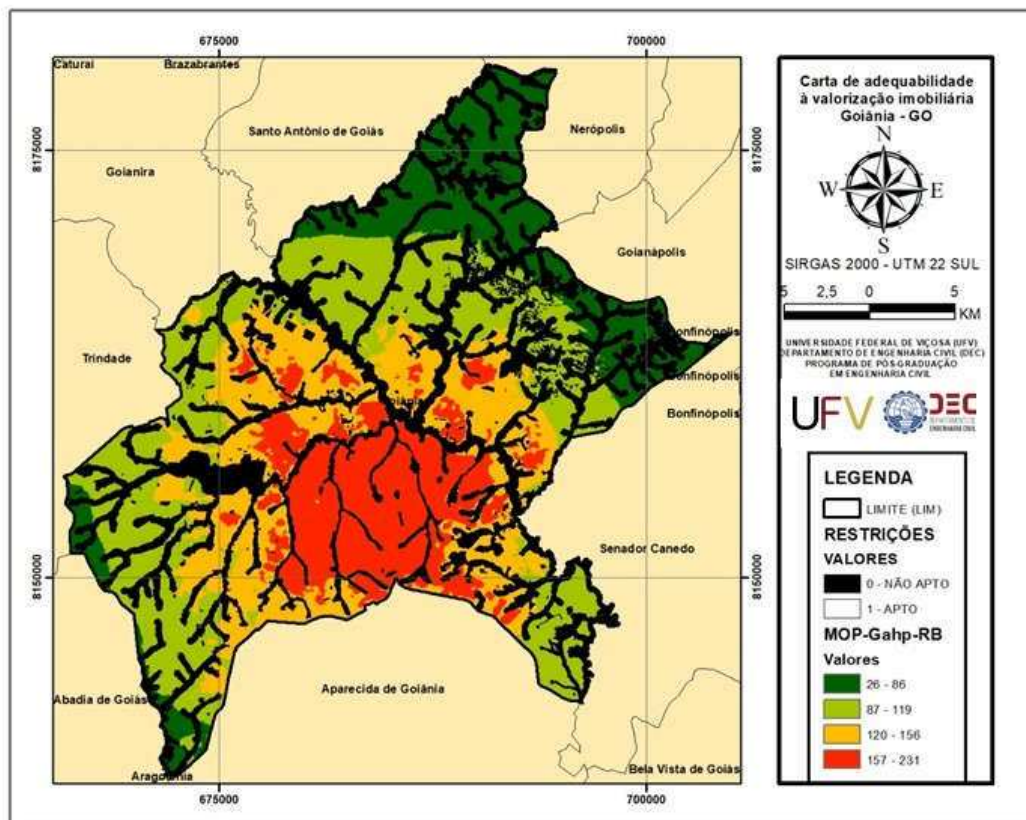 675000
700000
Caturaí
Brazabrantes
Santo Antônio de Goiás
Nerópolis
8175000
8175000
Goianira
Goianápolis
Trindade
Bonfinópolis
Senador Canedo
8150000
8150000
Abadia de Goiás
Aparecida de Goiânia
Bela Vista de Goiás
675000
700000
Carta de adequabilidade
à valorização imobiliária
Goiânia - GO
N
W
E
S
SIRGAS 2000 - UTM 22 SUL
5 2,5 0 5
KM
UNIVERSIDADE FEDERAL DE VIÇOSA (UFV)
DEPARTAMENTO DE ENGENHARIA CIVIL (DEC)
PROGRAMA DE PÓS-GRADUAÇÃO
EM ENGENHARIA CIVIL
UFV
DEC
ENGENHARIA CIVIL
LEGENDA
LIMITE (LIM)
RESTRIÇÕES
VALORES
0 - NÃO APTO
1 - APTO
MOP-Gahp-RB
Valores
26 - 86
87 - 119
120 - 156
157 - 231